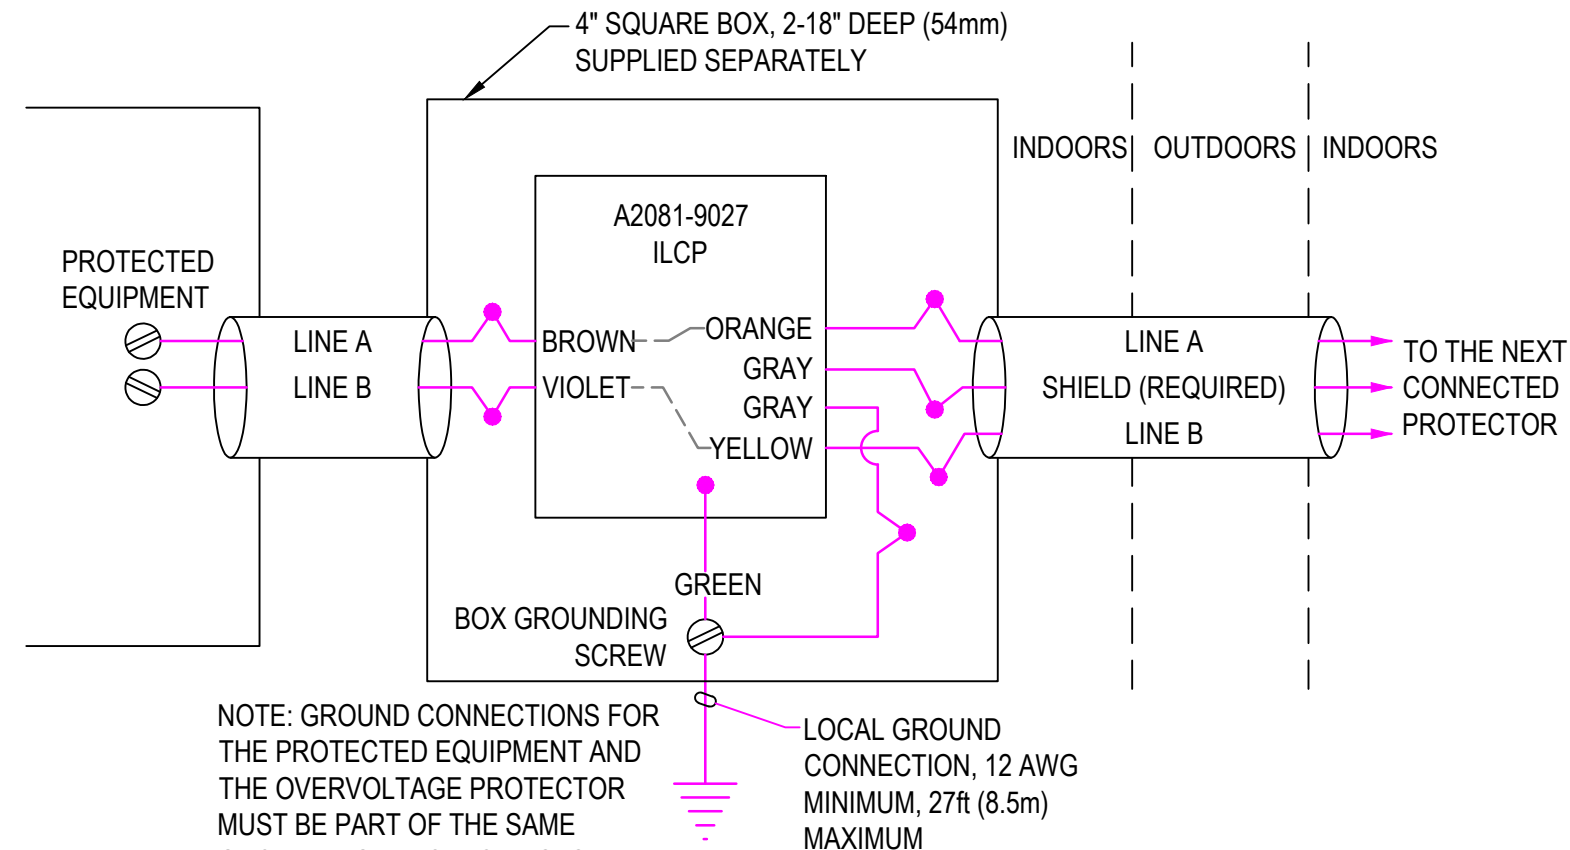 4" SQUARE BOX, 2-18" DEEP (54mm)
SUPPLIED SEPARATELY
INDOORS
OUTDOORS
INDOORS
A2081-9027
ILCP
PROTECTED
EQUIPMENT
LINE A
LINE B
BROWN
VIOLET
ORANGE
GRAY
GRAY
YELLOW
LINE A
SHIELD (REQUIRED)
LINE B
TO THE NEXT
CONNECTED
PROTECTOR
GREEN
BOX GROUNDING
SCREW
NOTE: GROUND CONNECTIONS FOR
THE PROTECTED EQUIPMENT AND
THE OVERVOLTAGE PROTECTOR
MUST BE PART OF THE SAME
LOCAL GROUND
CONNECTION, 12 AWG
MINIMUM, 27ft (8.5m)
MAXIMUM